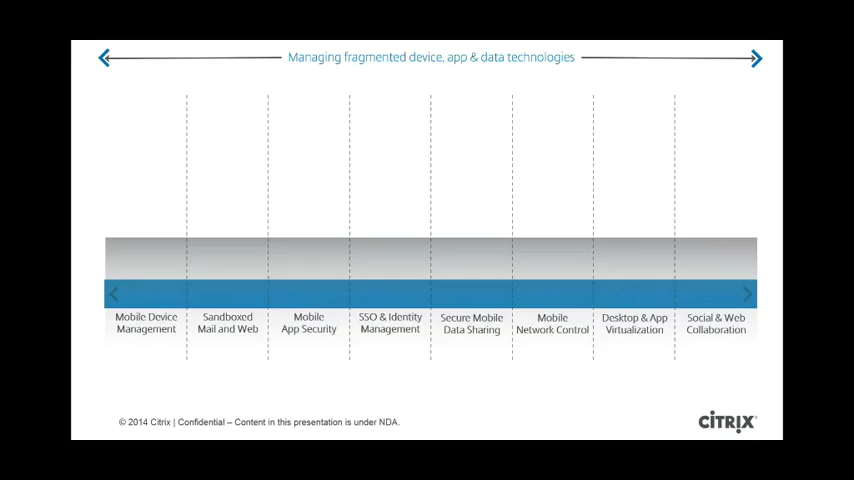 Managing fragmented device, app & data technologies
Mobile Device
Management
Sandboxed
Mail and Web
Mobile
App Security
SSO & Identity
Management
Secure Mobile
Data Sharing
Mobile
Network Control
Desktop & App
Virtualization
Social & Web
Collaboration
© 2014 Citrix | Confidential – Content in this presentation is under NDA.
CITRIX®